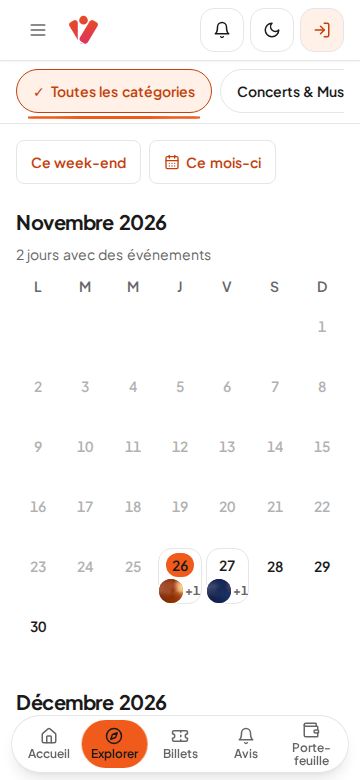 ✓ Toutes les catégories Concerts & Mus
Ce week-end Ce mois-ci
Novembre 2026
2 jours avec des événements
L M M J V S D
1
2 3 4 5 6 7 8
9 10 11 12 13 14 15
16 17 18 19 20 21 22
23 24 25 26 27 28 29
+1 +1
30
Décembre 2026
Accueil Explorer Billets Avis Porte-
feuille